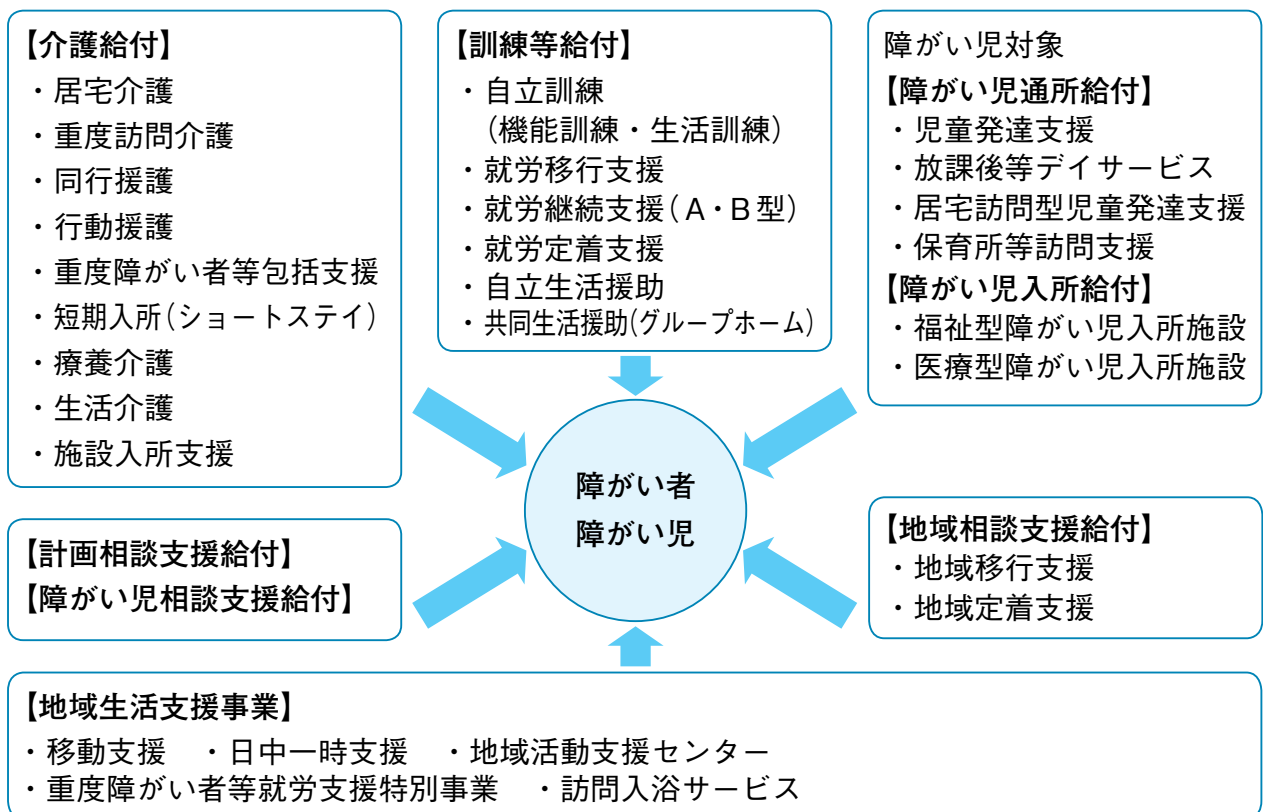 【介護給付】
・居宅介護
・重度訪問介護
・同行援護
・行動援護
・重度障がい者等包括支援
・短期入所(ショートステイ)
・療養介護
・生活介護
・施設入所支援
【訓練等給付】
・自立訓練
(機能訓練・生活訓練)
・就労移行支援
・就労継続支援(A・B型)
・就労定着支援
・自立生活援助
・共同生活援助(グループホーム)
障がい児対象
【障がい児通所給付】
・児童発達支援
・放課後等デイサービス
・居宅訪問型児童発達支援
・保育所等訪問支援
【障がい児入所給付】
・福祉型障がい児入所施設
・医療型障がい児入所施設
障がい者
障がい児
【計画相談支援給付】
【障がい児相談支援給付】
【地域相談支援給付】
・地域移行支援
・地域定着支援
【地域生活支援事業】
・移動支援 ・日中一時支援 ・地域活動支援センター
・重度障がい者等就労支援特別事業 ・訪問入浴サービス